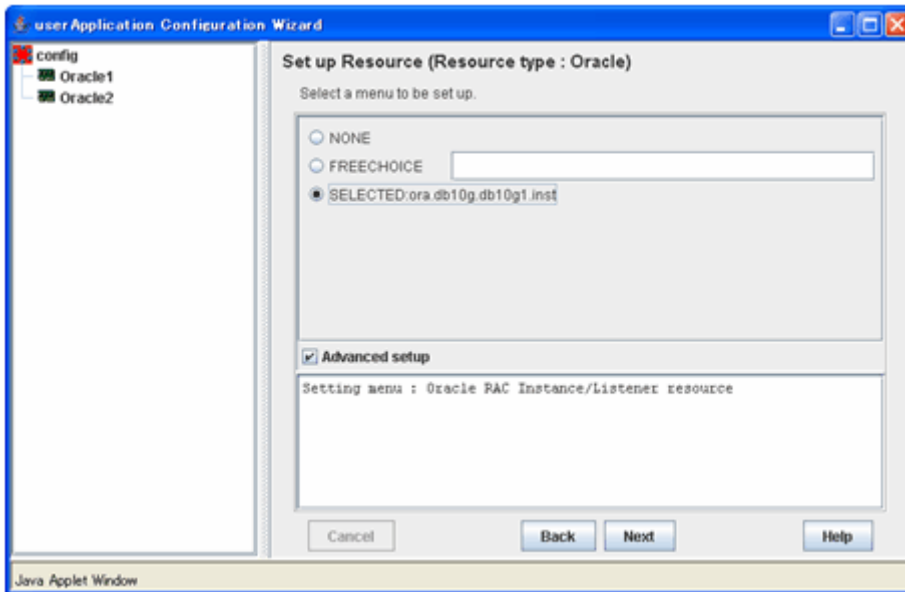 userApplication Configuration Wizard
config
Oracle1
Oracle2
Set up Resource (Resource type : Oracle)
Select a menu to be set up.
NONE
FREECHOICE
SELECTED:ora.db10g.db10g1.inst
Advanced setup
Setting menu : Oracle RAC Instance/Listener resource
Cancel Back Next Help
Java Applet Window